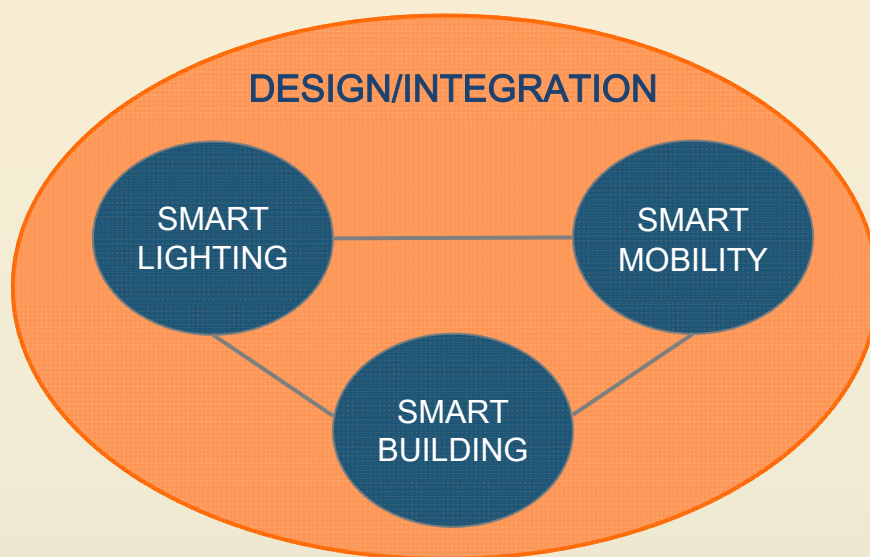 DESIGN/INTEGRATION
SMART
LIGHTING
SMART
MOBILITY
SMART
BUILDING